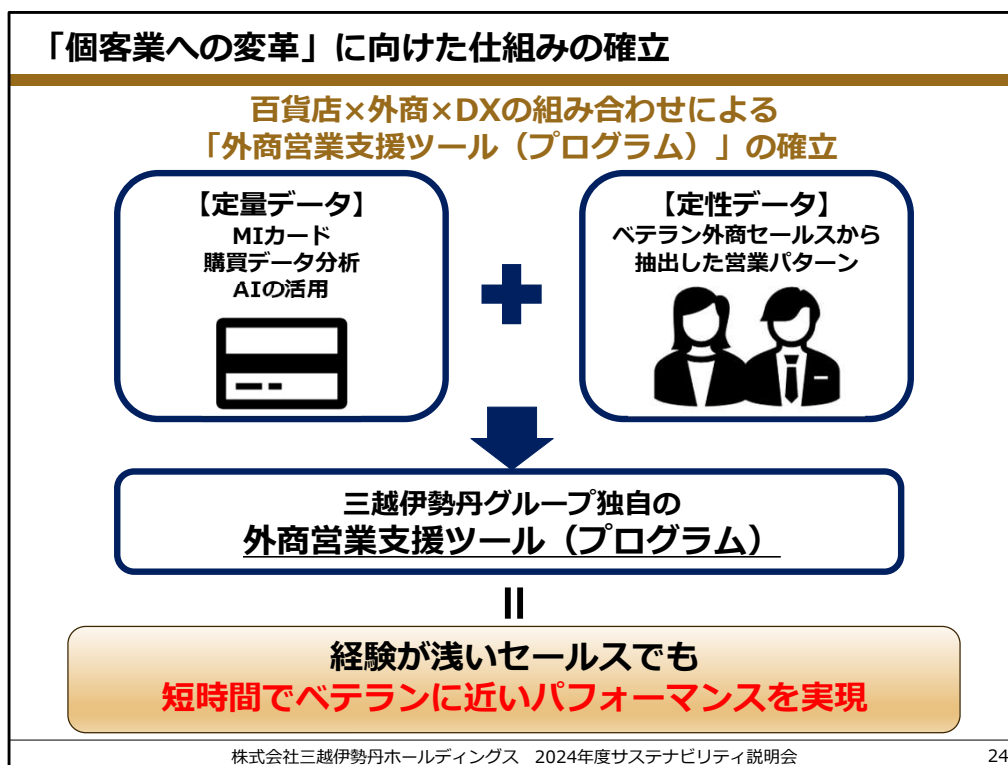 「個客業への変革」に向けた仕組みの確立
百貨店×外商×DXの組み合わせによる
「外商営業支援ツール（プログラム）」の確立
【定量データ】
MIカード
購買データ分析
AIの活用
【定性データ】
ベテラン外商セールスから
抽出した営業パターン
三越伊勢丹グループ独自の
外商営業支援ツール（プログラム）
経験が浅いセールスでも
短時間でベテランに近いパフォーマンスを実現
株式会社三越伊勢丹ホールディングス 2024年度サステナビリティ説明会
24